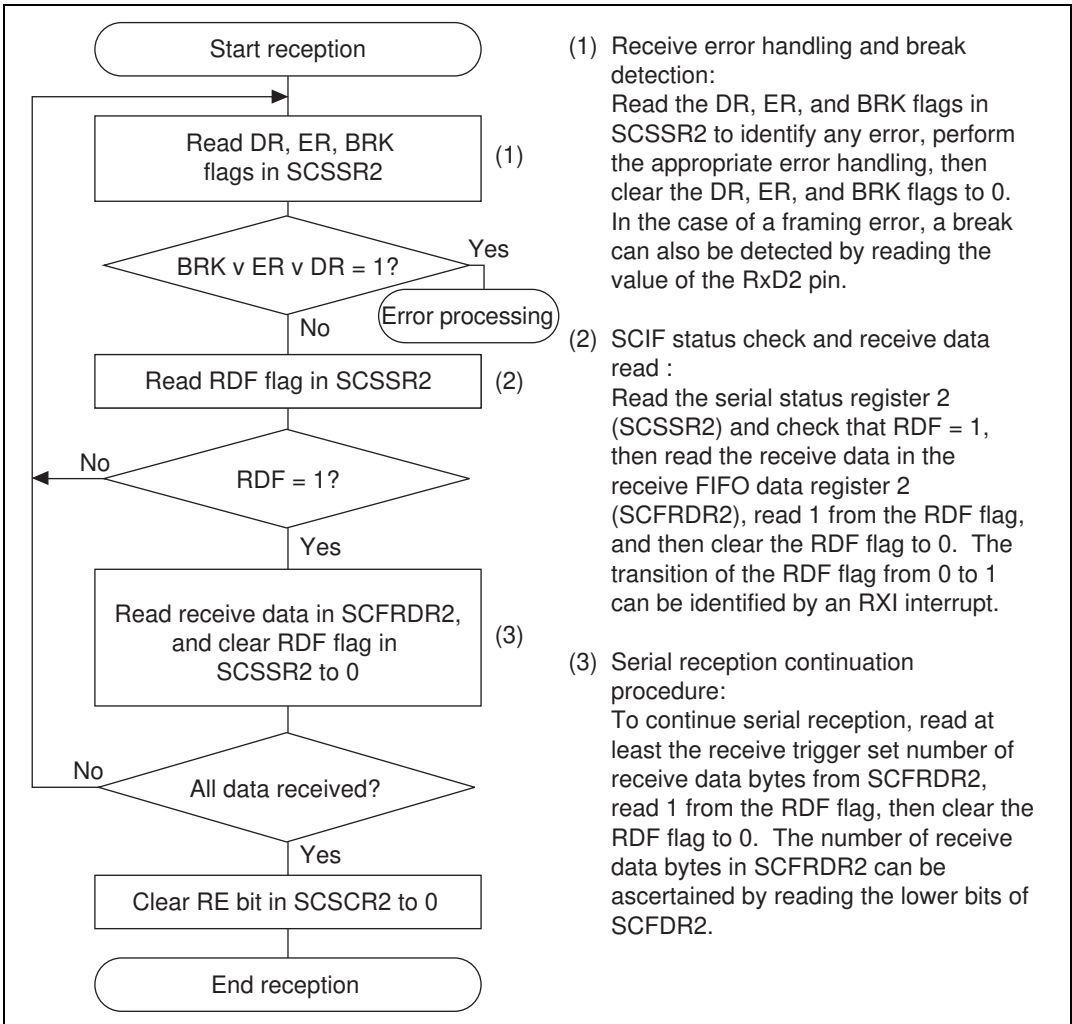 Start reception
Read DR, ER, BRK
flags in SCSSR2
(1)
BRK v ER v DR = 1?
Yes
Error processing
No
Read RDF flag in SCSSR2
(2)
RDF = 1?
No
Yes
Read receive data in SCFRDR2,
and clear RDF flag in
SCSSR2 to 0
(3)
All data received?
No
Yes
Clear RE bit in SCSCR2 to 0
End reception
(1) Receive error handling and break
detection:
Read the DR, ER, and BRK flags in
SCSSR2 to identify any error, perform
the appropriate error handling, then
clear the DR, ER, and BRK flags to 0.
In the case of a framing error, a break
can also be detected by reading the
value of the RxD2 pin.
(2) SCIF status check and receive data
read :
Read the serial status register 2
(SCSSR2) and check that RDF = 1,
then read the receive data in the
receive FIFO data register 2
(SCFRDR2), read 1 from the RDF flag,
and then clear the RDF flag to 0. The
transition of the RDF flag from 0 to 1
can be identified by an RXI interrupt.
(3) Serial reception continuation
procedure:
To continue serial reception, read at
least the receive trigger set number of
receive data bytes from SCFRDR2,
read 1 from the RDF flag, then clear the
RDF flag to 0. The number of receive
data bytes in SCFRDR2 can be
ascertained by reading the lower bits of
SCFDR2.